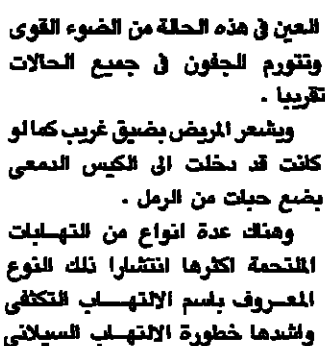 العين فى هذه الحالة من الضوء القوى
وتتورم الجفون فى جميع الحالات
تقريبا .
ويشعر المريض بضيق غريب كما لو
كانت قد دخلت الى الكيس الدمعى
بضع حبات من الرمل .
وهناك عدة انواع من التهابات
الملتحمة اكثرها انتشارا ذلك النوع
المعروف باسم الالتهاب التكثفى
واشدها خطورة الالتهاب السيلانى